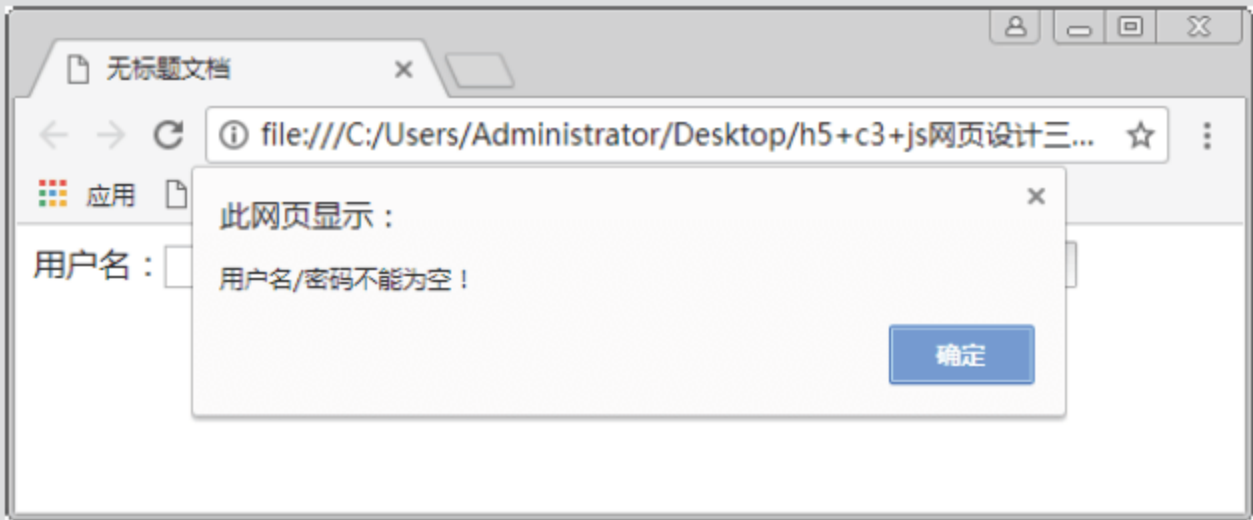 无标题文档
file:///C:/Users/Administrator/Desktop/h5+c3+js网页设计三...
应用
此网页显示：
用户名：
用户名/密码不能为空！
确定